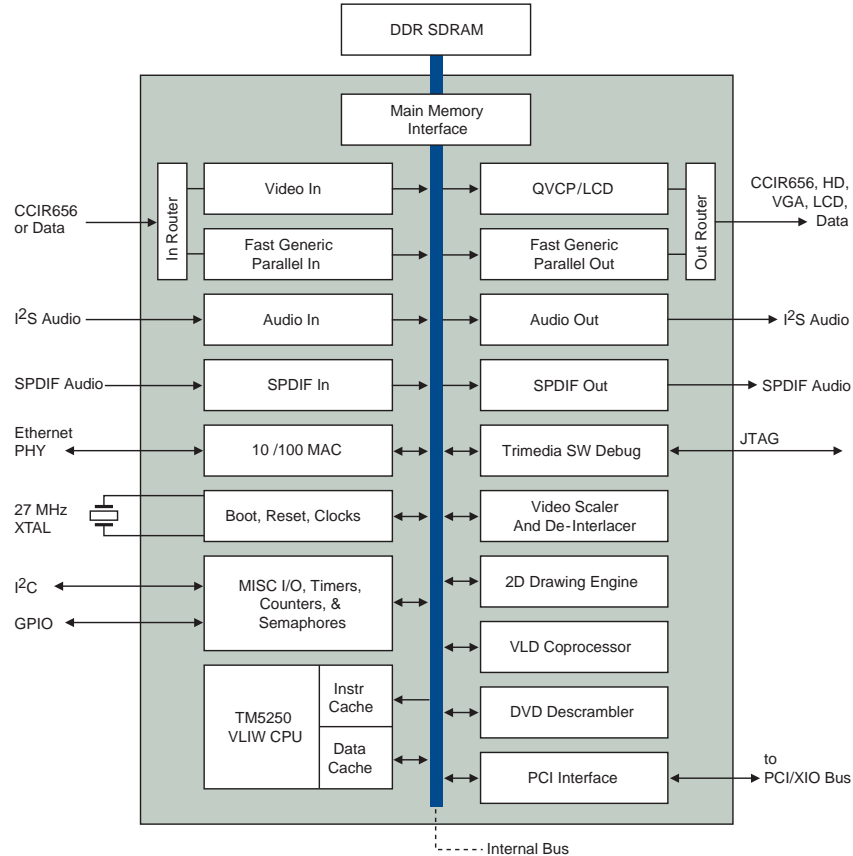 DDR SDRAM
Main Memory
Interface
CCIR656
or Data
In Router
Video In
Fast Generic
Parallel In
QVCP/LCD
Fast Generic
Parallel Out
Out Router
CCIR656, HD,
VGA, LCD,
Data
I2S Audio
Audio In
Audio Out
I2S Audio
SPDIF Audio
SPDIF In
SPDIF Out
SPDIF Audio
Ethernet
PHY
10 /100 MAC
Trimedia SW Debug
JTAG
27 MHz
XTAL
Boot, Reset, Clocks
Video Scaler
And De-Interlacer
I2C
GPIO
MISC I/O, Timers,
Counters, &
Semaphores
2D Drawing Engine
VLD Coprocessor
TM5250
VLIW CPU
Instr
Cache
Data
Cache
DVD Descrambler
PCI Interface
to
PCI/XIO Bus
Internal Bus